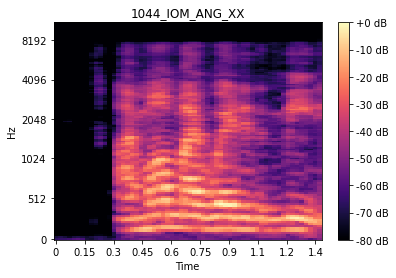 1044_IOM_ANG_XX
+0 dB
8192
-10 dB
4096
-20 dB
-30 dB
2048
Hz
-40 dB
1024
-50 dB
512
-60 dB
-70 dB
0
-80 dB
0 0.15 0.3 0.45 0.6 0.75 0.9 1.1 1.2 1.4
Time